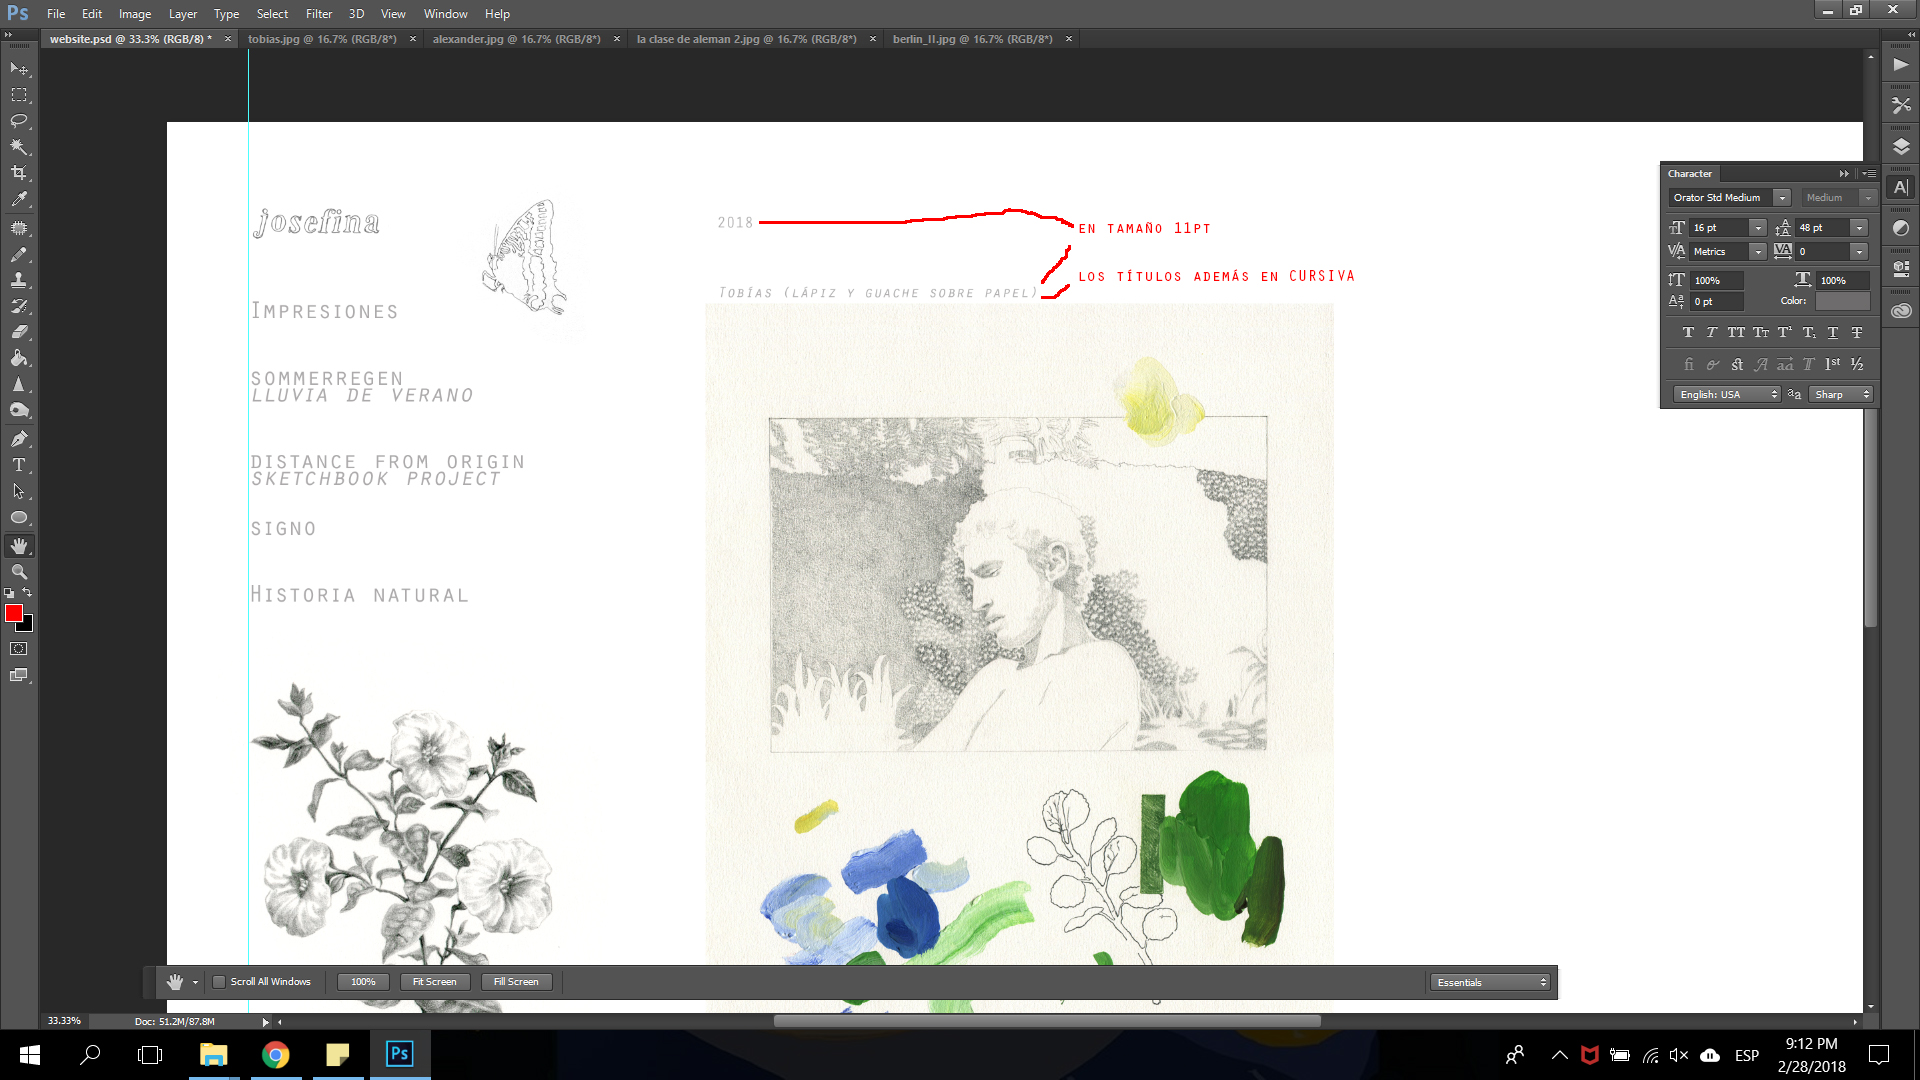 Ps File Edit Image Layer Type Select Filter 3D View Window Help
website.psd @ 33.3% (RGB/8) * × tobias.jpg @ 16.7% (RGB/8*) × alexander.jpg @ 16.7% (RGB/8*) × la clase de aleman 2.jpg @ 16.7% (RGB/8*) × berlin_II.jpg @ 16.7% (RGB/8*) ×
josefina
Impresiones
SOMMERREGEN
LLUVIA DE VERANO
DISTANCE FROM ORIGIN
SKETCHBOOK PROJECT
SIGNO
Historia natural
2018
EN TAMAÑO 11PT
LOS TÍTULOS ADEMÁS EN CURSIVA
Tobías (lápiz y guache sobre papel)
Character
Orator Std Medium Medium
16 pt 48 pt
Metrics 0
100% 100%
0 pt Color:
English: USA aa Sharp
Scroll All Windows 100% Fit Screen Fill Screen Essentials
33.33% Doc: 51.2M/87.8M
Ps ESP
9:12 PM
2/28/2018